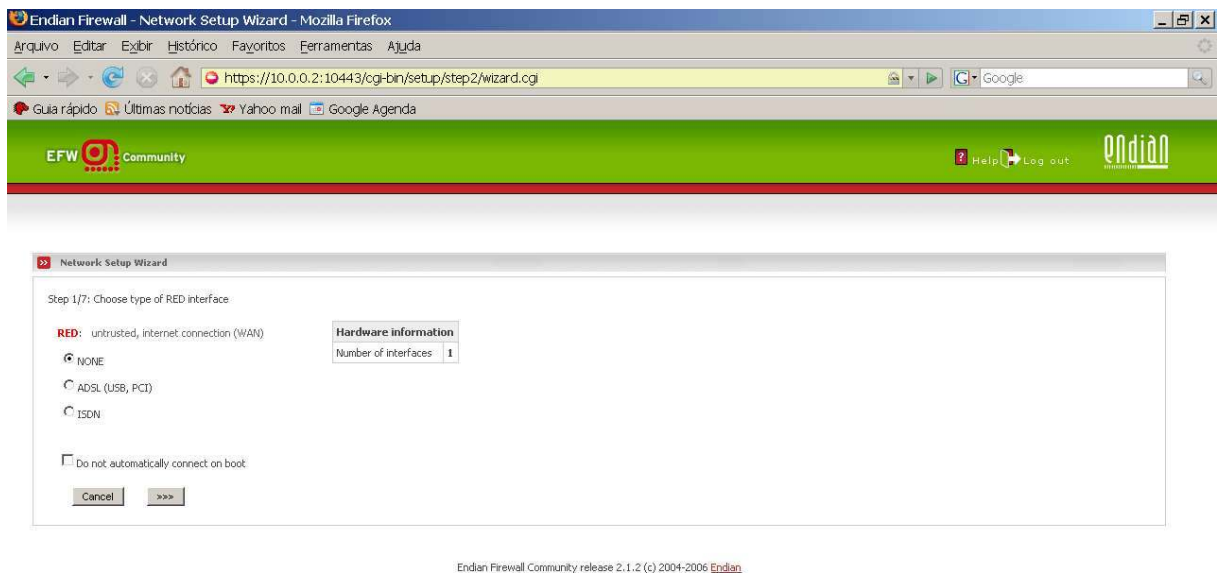 Endian Firewall - Network Setup Wizard - Mozilla Firefox
Arquivo Editar Exibir Histórico Favoritos Ferramentas Ajuda
https://10.0.0.2:10443/cgi-bin/setup/step2/wizard.cgi
G Google
Guia rápido Últimas notícias Yahoo mail Google Agenda
EFW Community
? Help Log out
endian
Network Setup Wizard
Step 1/7: Choose type of RED interface
RED: untrusted, internet connection (WAN)
Hardware information
Number of interfaces 1
NONE
ADSL (USB, PCI)
ISDN
Do not automatically connect on boot
Cancel >>>
Endian Firewall Community release 2.1.2 (c) 2004-2006 Endian